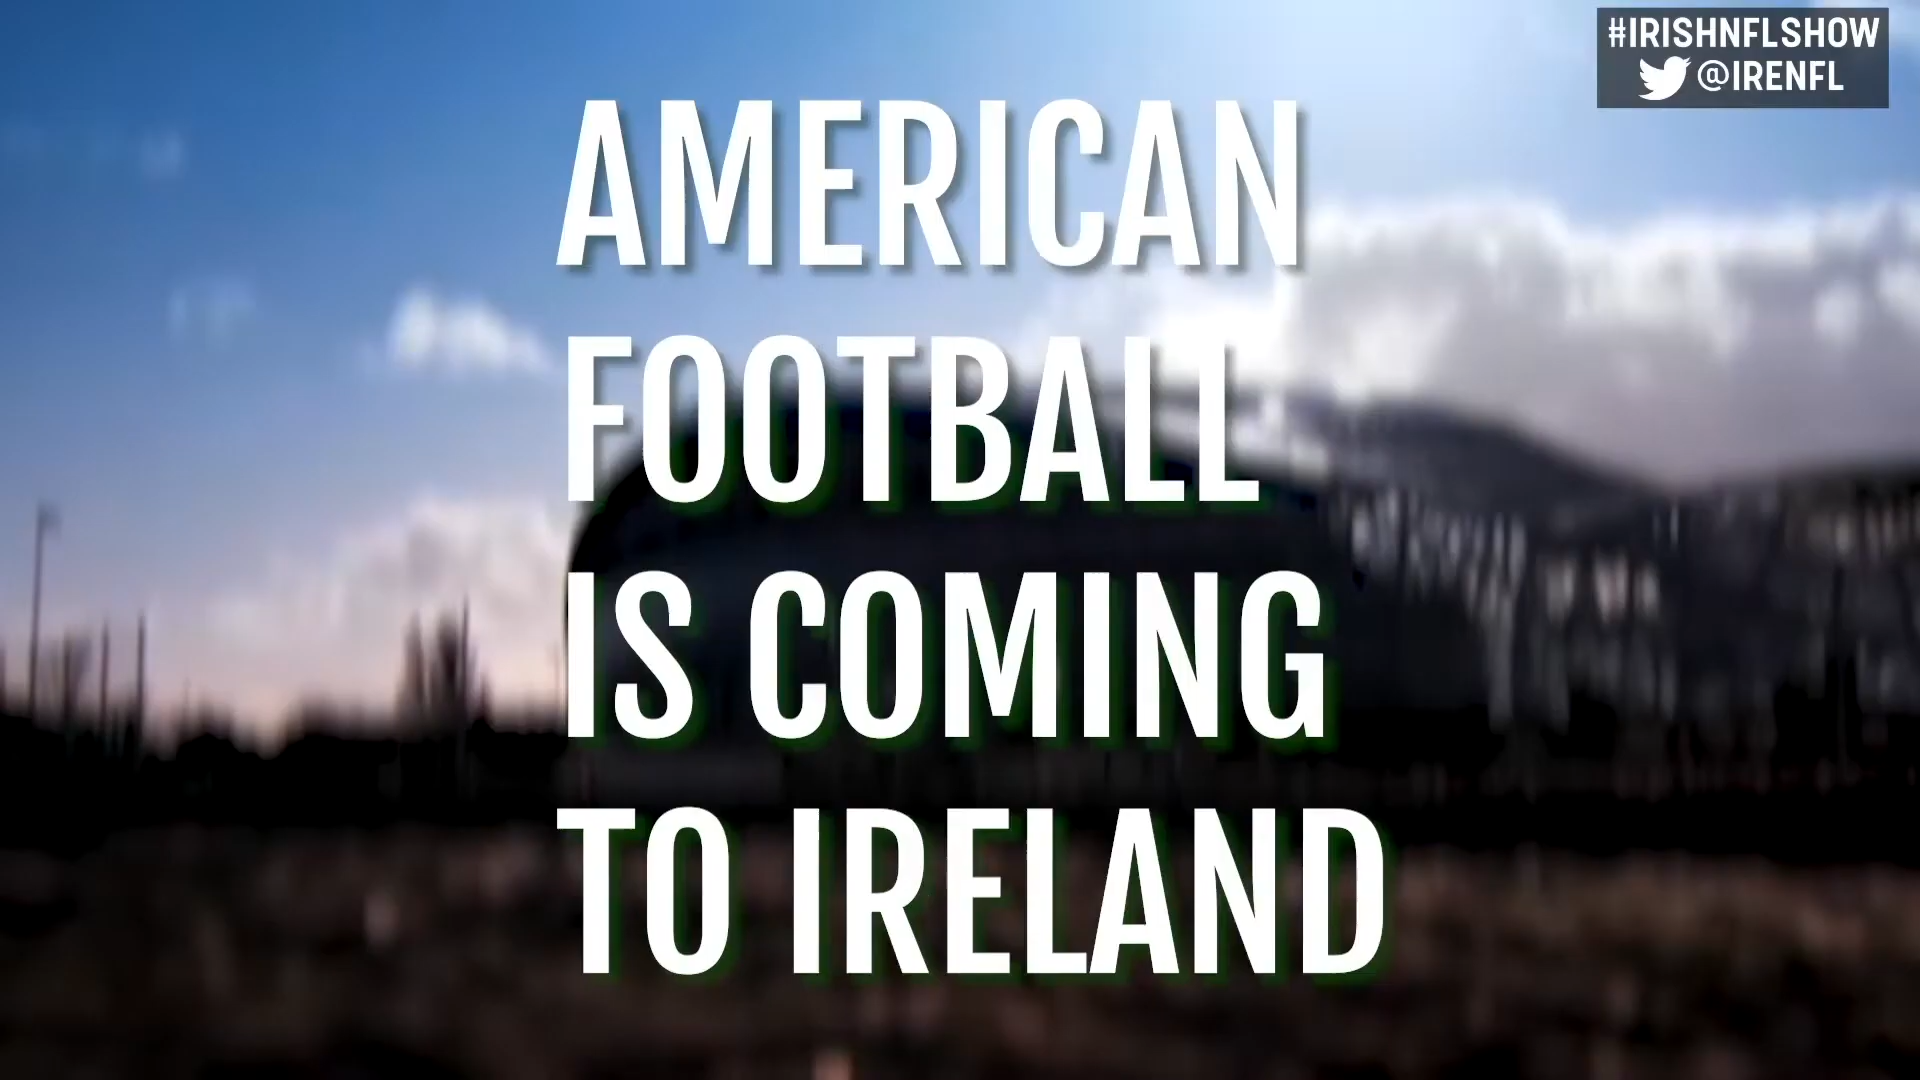 #IRISHNFLSHOW
@IRENFL
AMERICAN
FOOTBALL
IS COMING
TO IRELAND